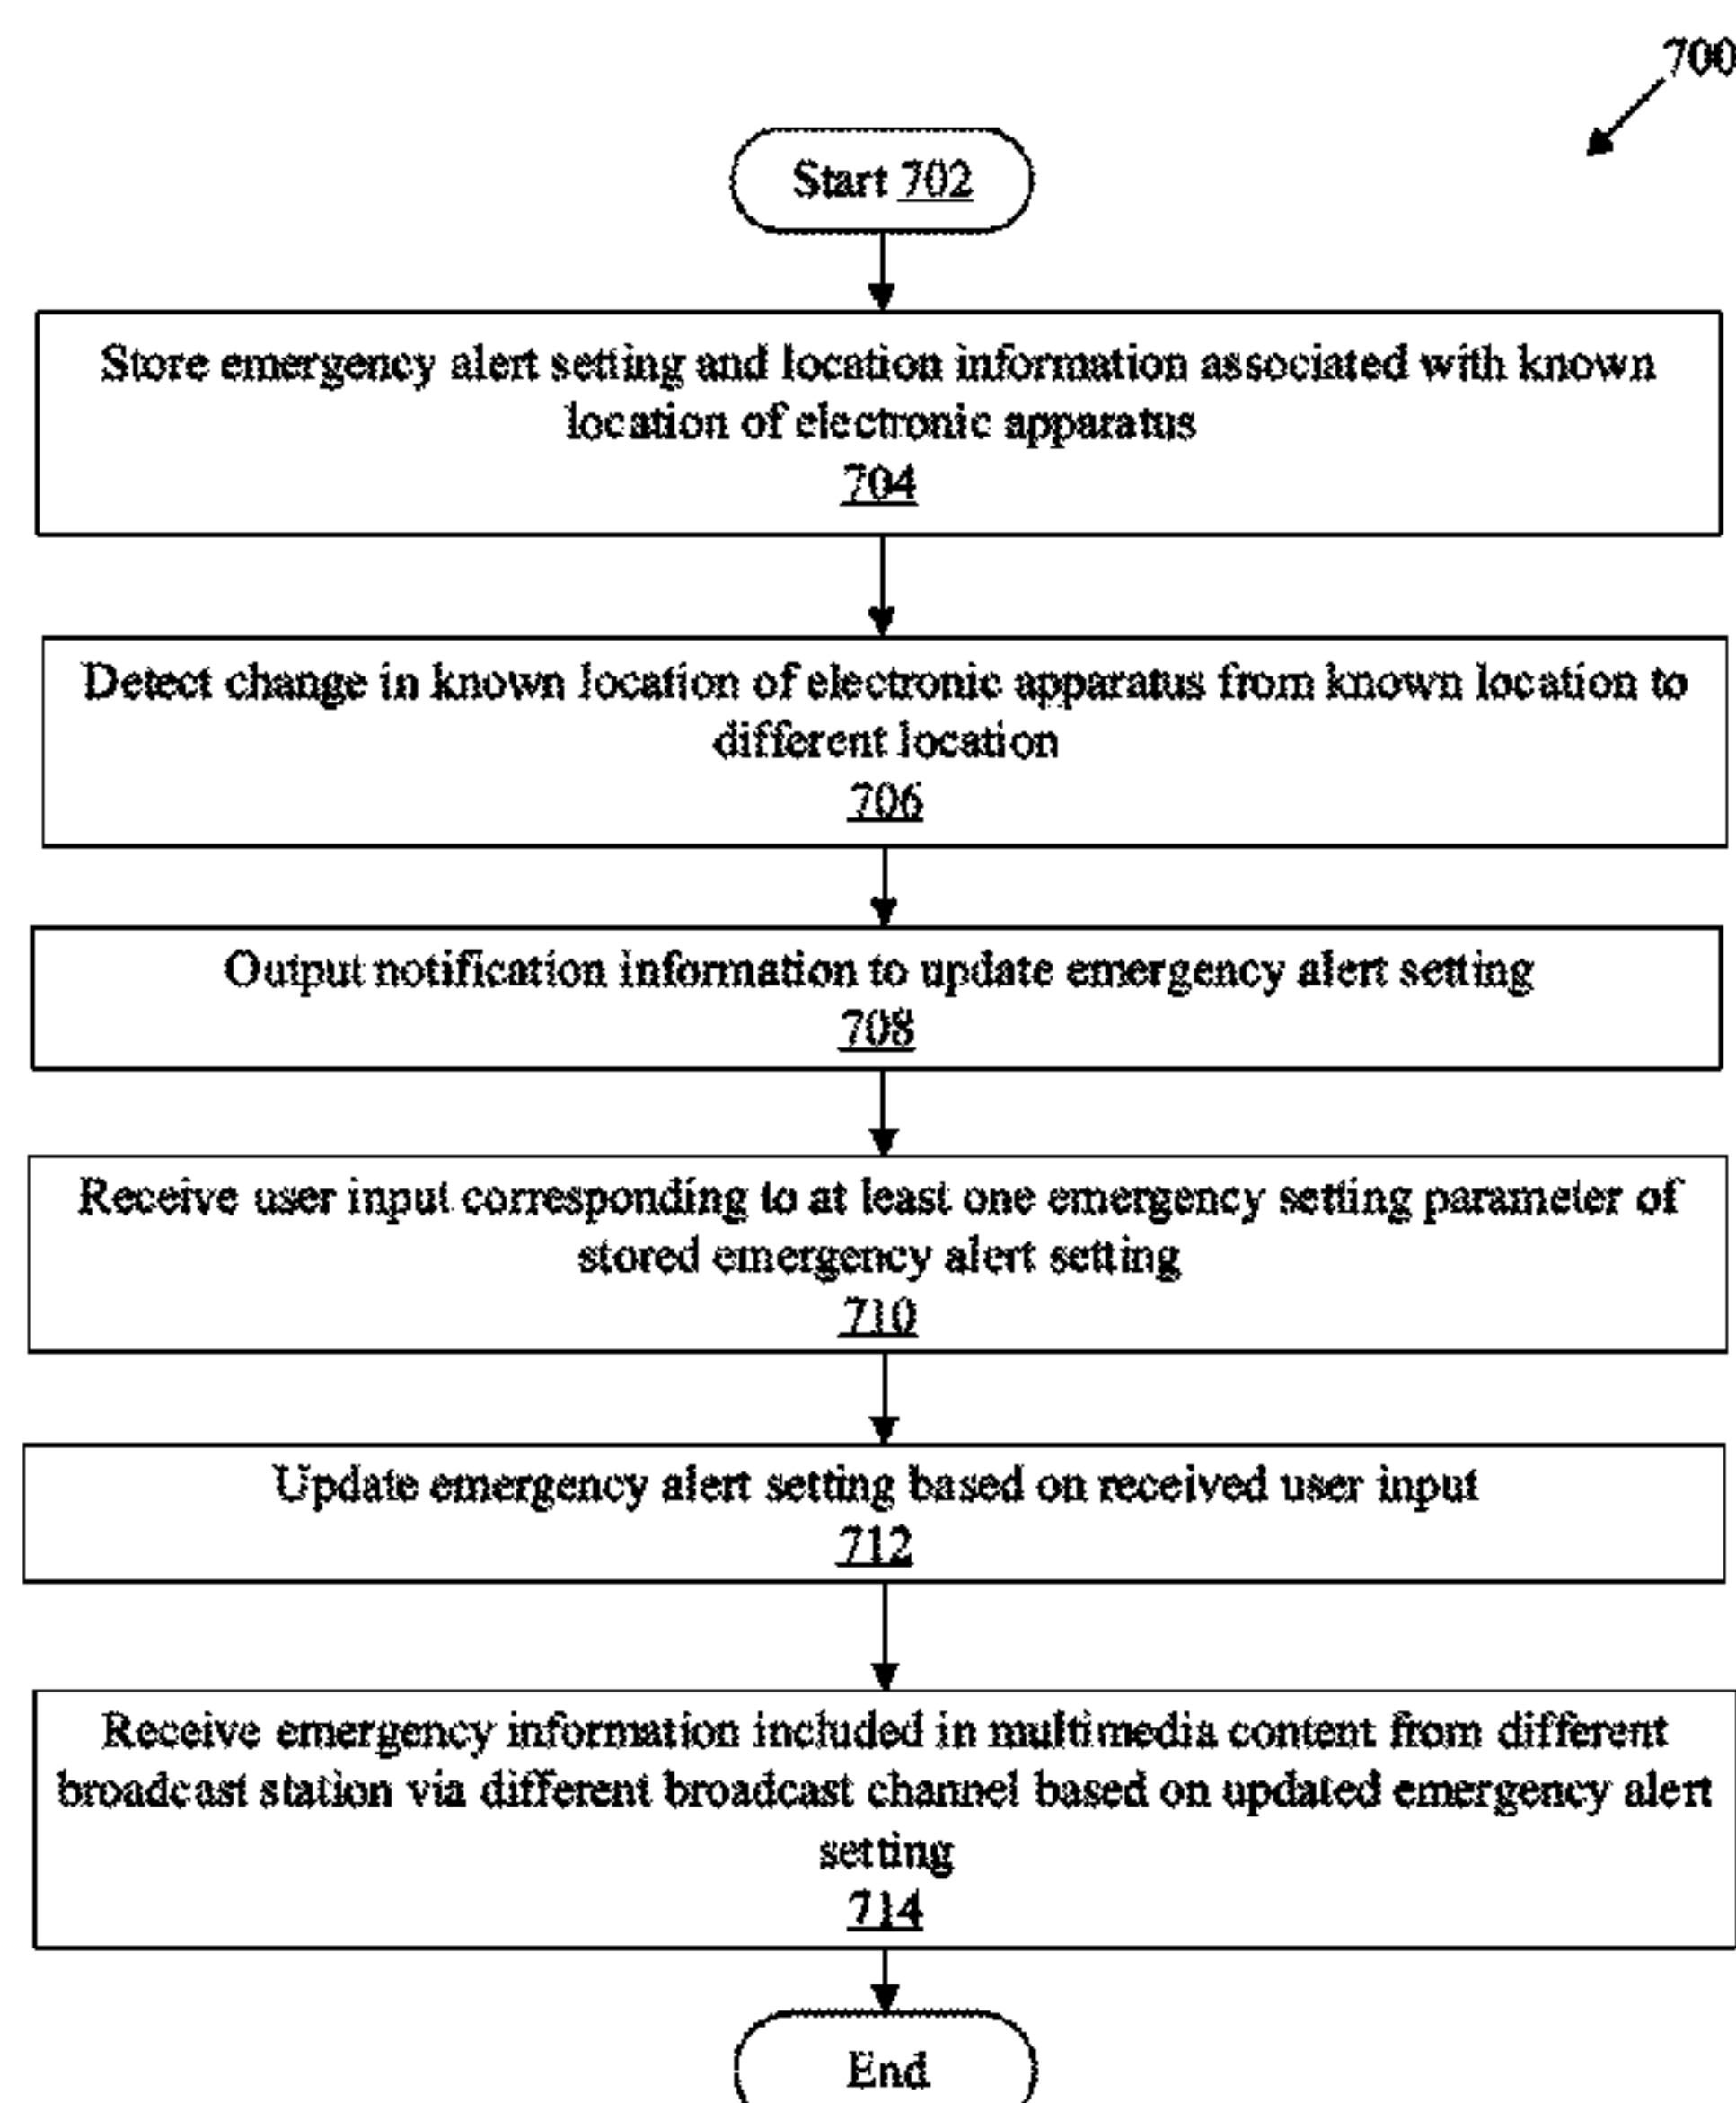 700
Start 702
Store emergency alert setting and location information associated with known
location of electronic apparatus
704
Detect change in known location of electronic apparatus from known location to
different location
706
Output notification information to update emergency alert setting
708
Receive user input corresponding to at least one emergency setting parameter of
stored emergency alert setting
710
Update emergency alert setting based on received user input
712
Receive emergency information included in multimedia content from different
broadcast station via different broadcast channel based on updated emergency alert
setting
714
End